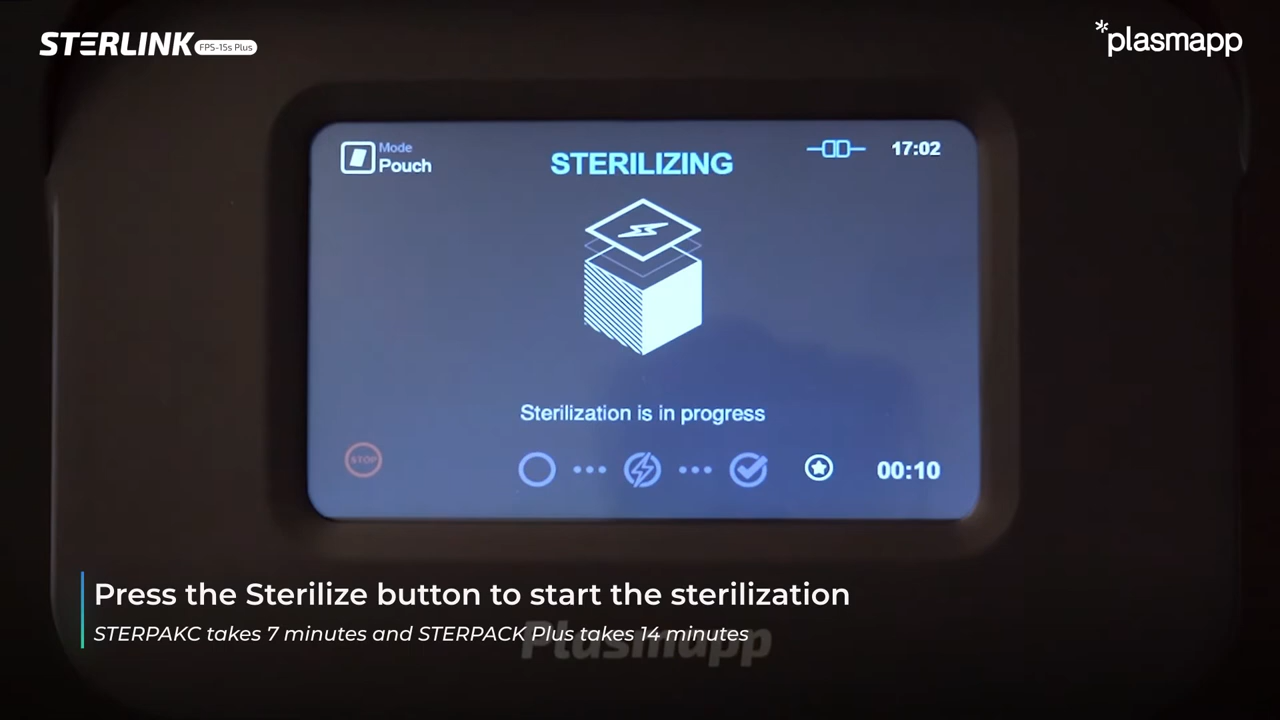 STERLINK FPS-15s Plus
*plasmapp
Mode
Pouch
STERILIZING
17:02
Sterilization is in progress
STOP
00:10
Press the Sterilize button to start the sterilization
STERPAKC takes 7 minutes and STERPACK Plus takes 14 minutes
Plasmapp